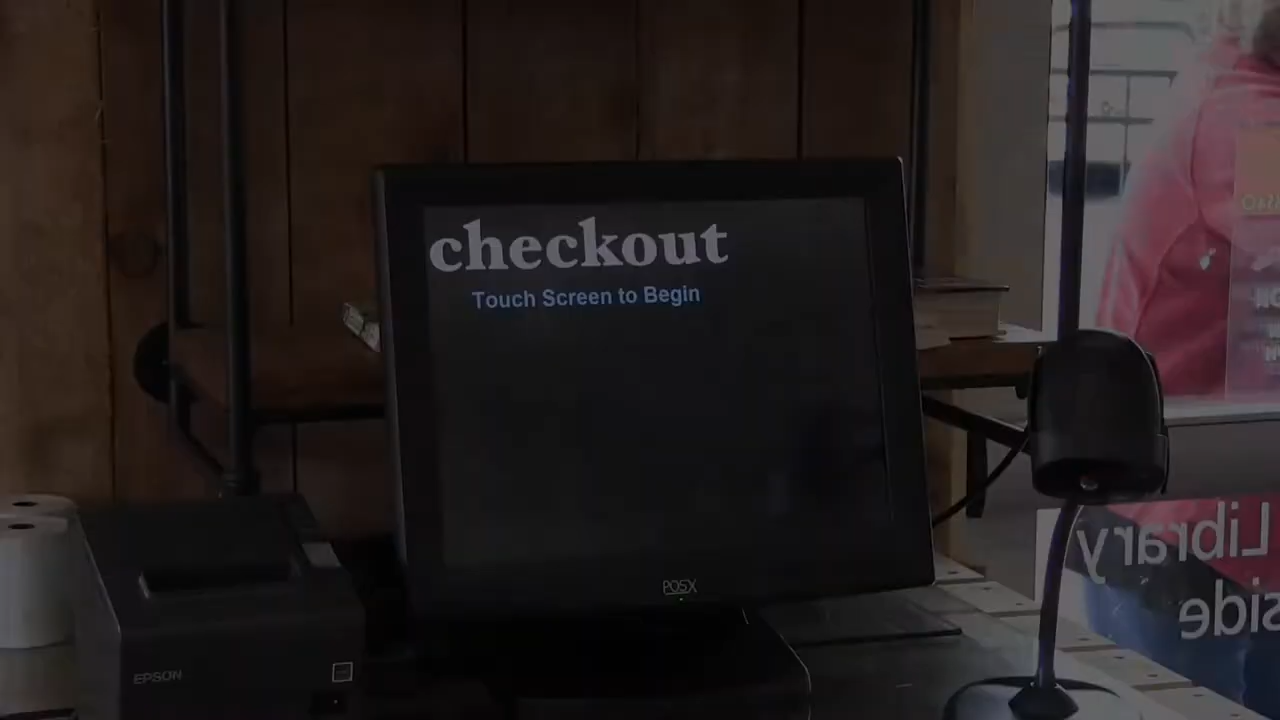 checkout
Touch Screen to Begin
POSX
EPSON
Library
side